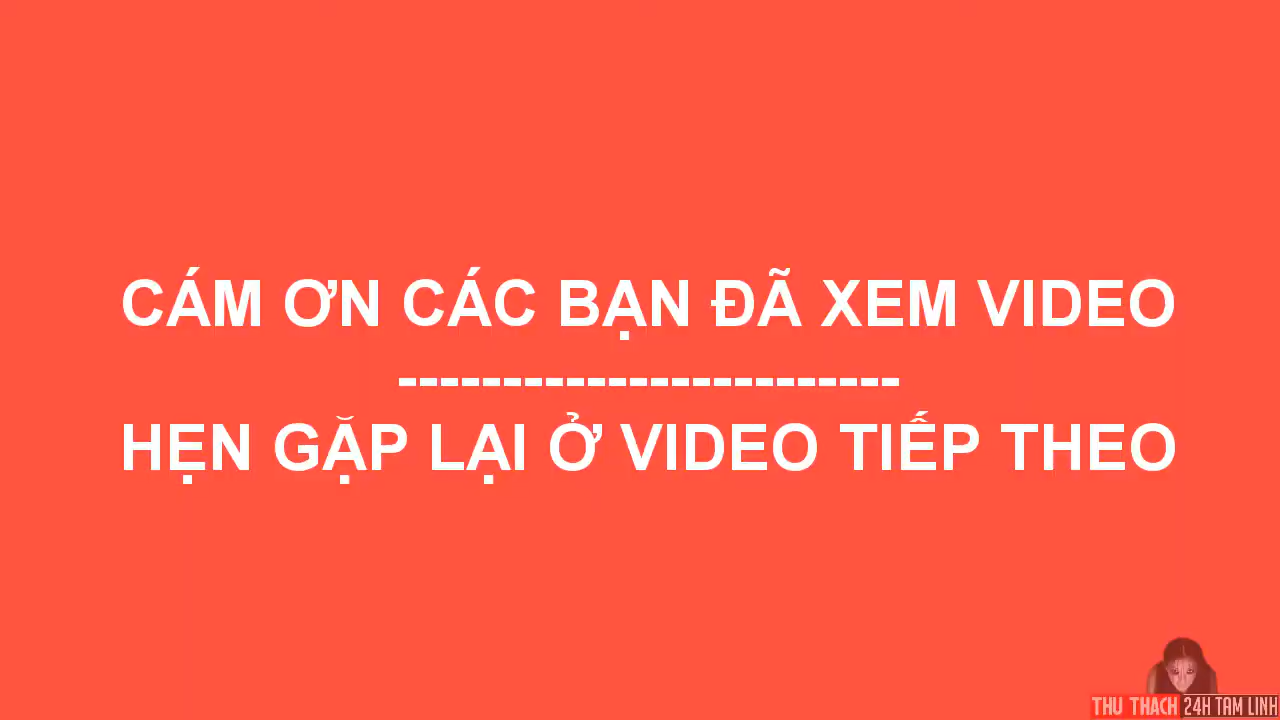 CÁM ƠN CÁC BẠN ĐÃ XEM VIDEO
------------------------
HẸN GẶP LẠI Ở VIDEO TIẾP THEO
THU THACH 24H TAM LINH